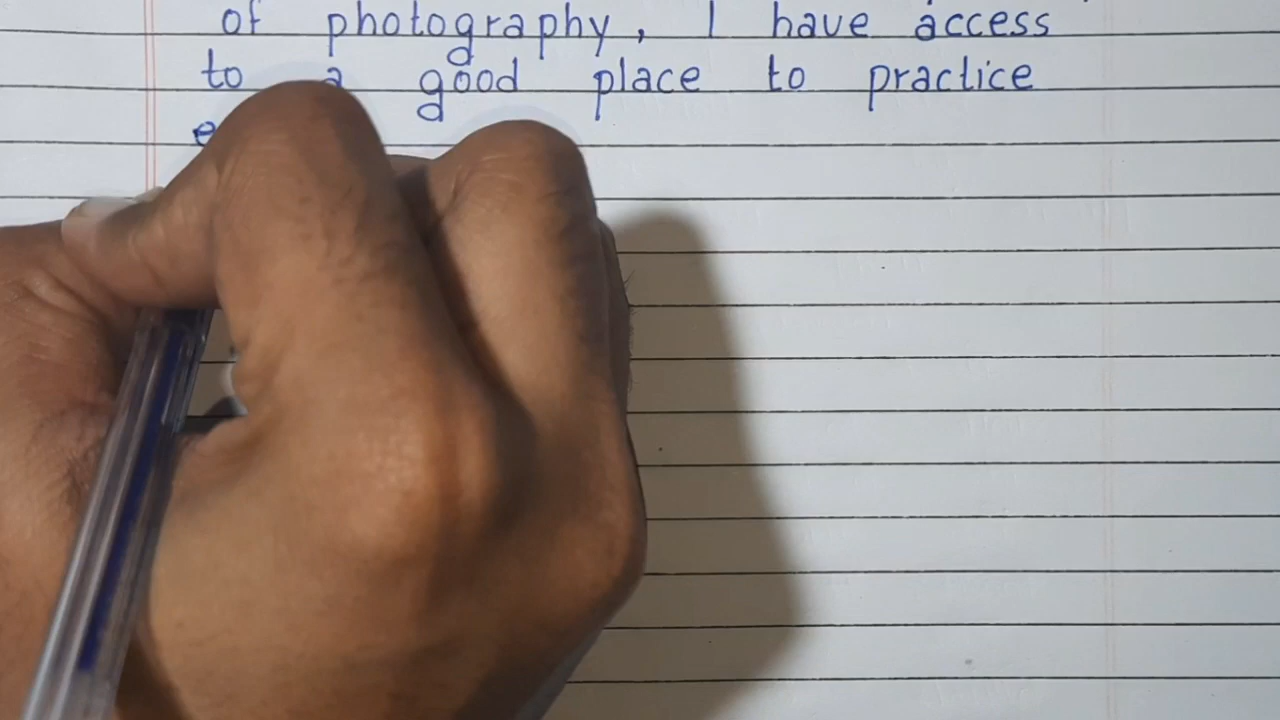 of photography, I have access
to a good place to practice
e